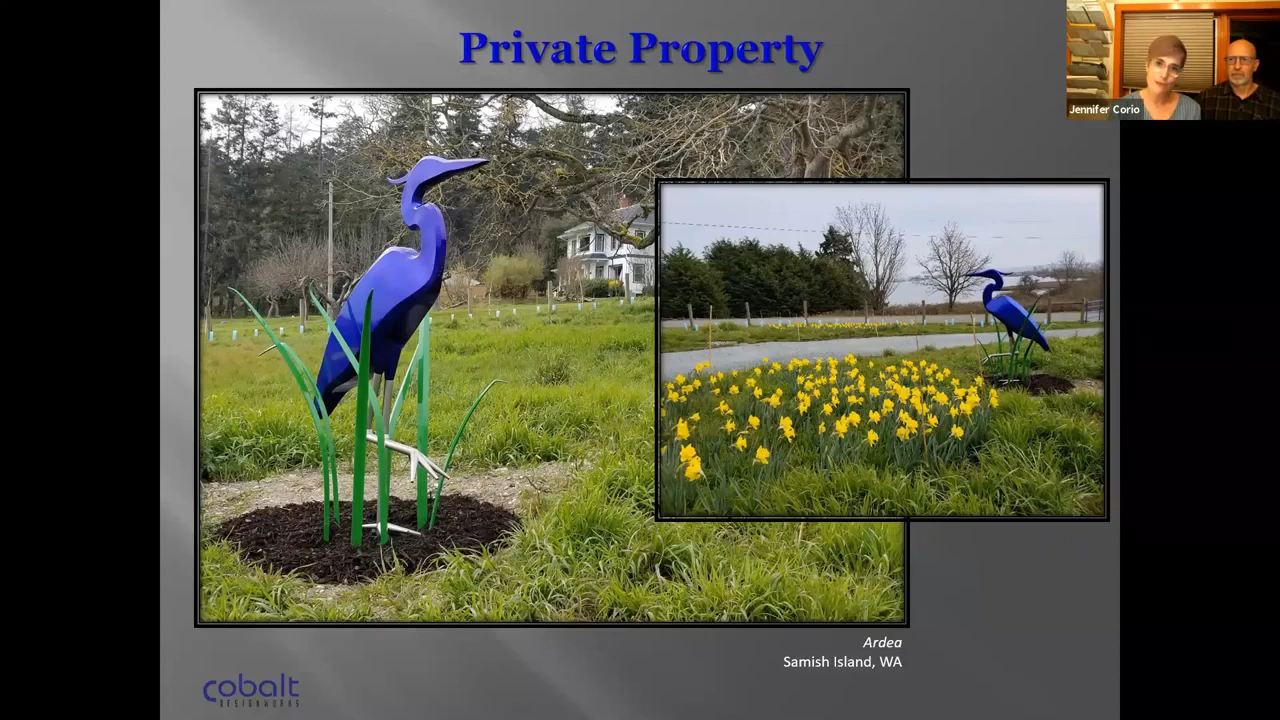 Private Property
Jennifer Corio
Ardea
Samish Island, WA
cobalt
DESIGNWORKS